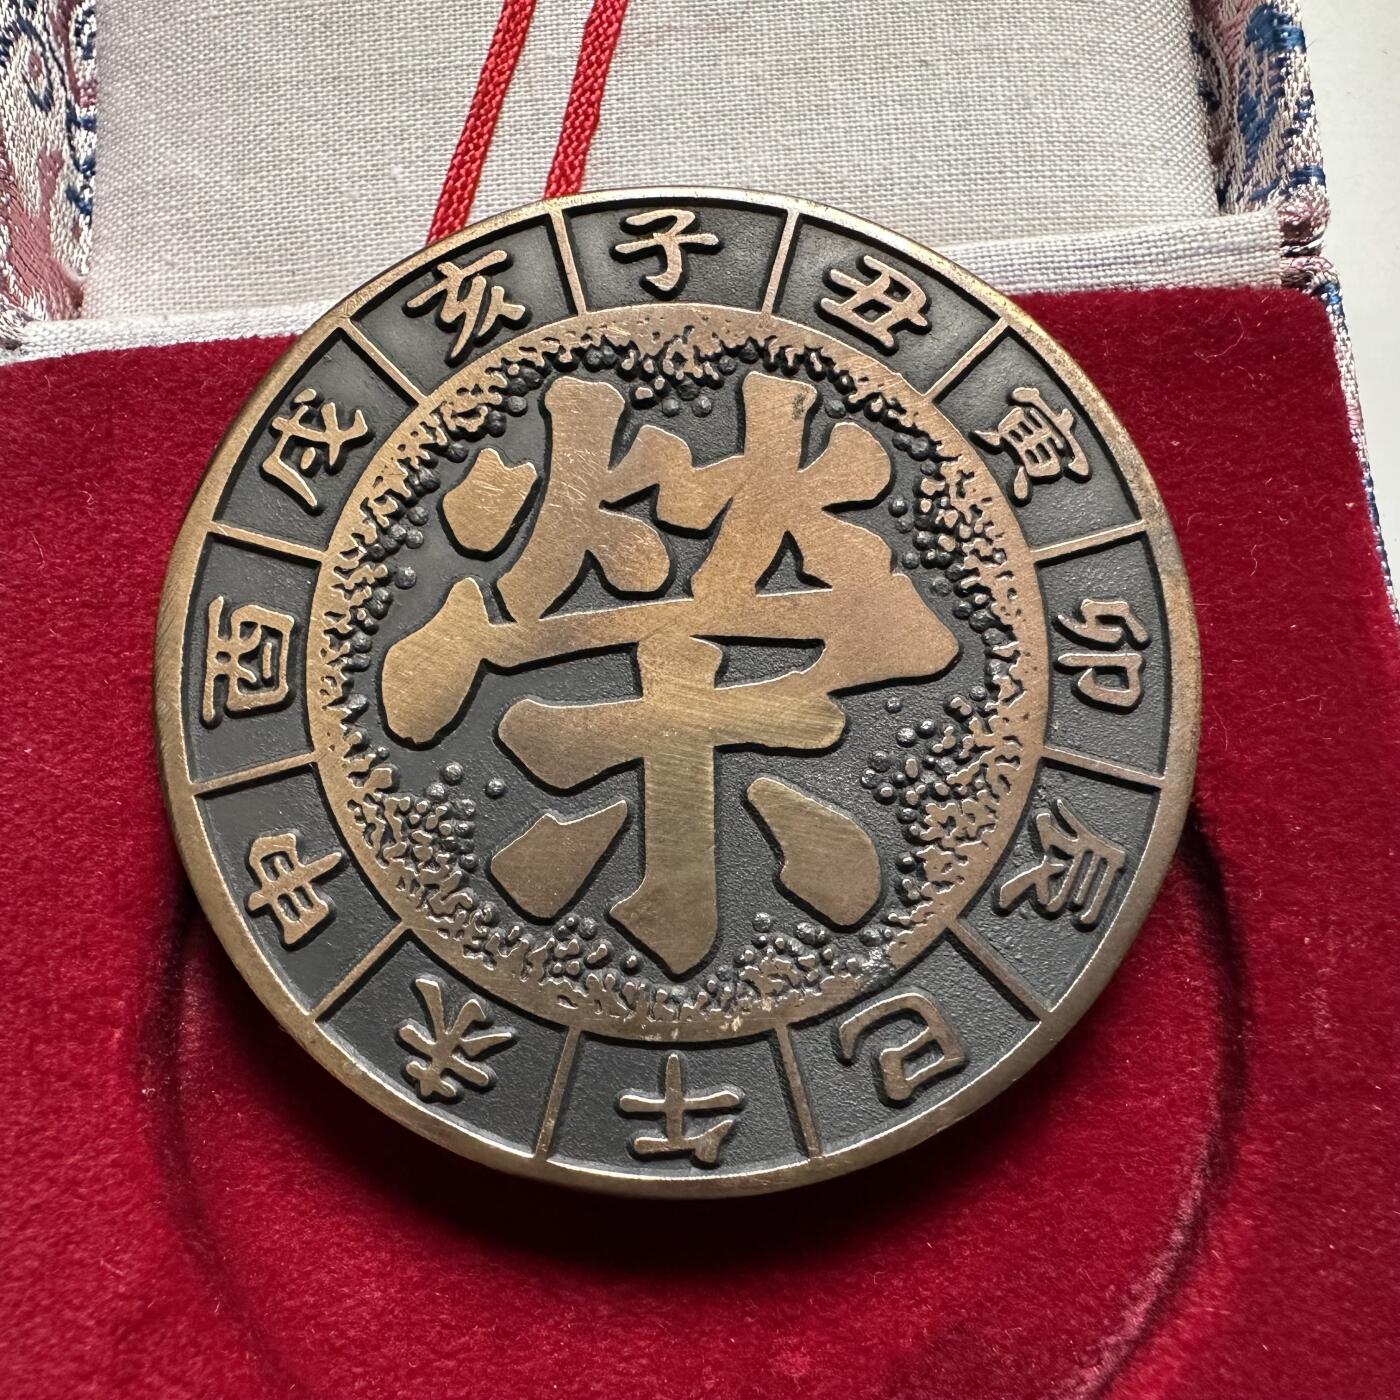 榮
子 丑 寅 卯 辰 巳 午 未 申 酉 戌 亥